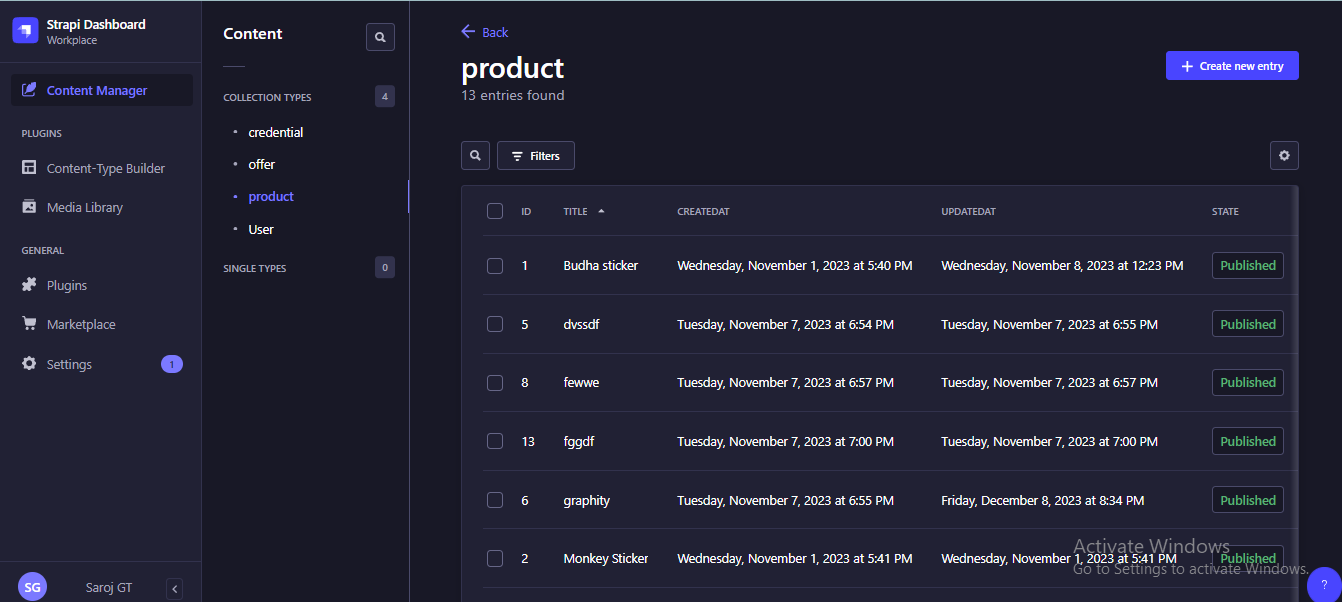 Strapi Dashboard
Workplace
Content Manager
PLUGINS
Content-Type Builder
Media Library
GENERAL
Plugins
Marketplace
Settings 1
SG Saroj GT
Content
COLLECTION TYPES 4
credential
offer
product
User
SINGLE TYPES 0
Back
product
13 entries found
Create new entry
Filters
ID TITLE CREATEDAT UPDATEDAT STATE
1 Budha sticker Wednesday, November 1, 2023 at 5:40 PM Wednesday, November 8, 2023 at 12:23 PM Published
5 dvssdf Tuesday, November 7, 2023 at 6:54 PM Tuesday, November 7, 2023 at 6:55 PM Published
8 fewwe Tuesday, November 7, 2023 at 6:57 PM Tuesday, November 7, 2023 at 6:57 PM Published
13 fggdf Tuesday, November 7, 2023 at 7:00 PM Tuesday, November 7, 2023 at 7:00 PM Published
6 graphity Tuesday, November 7, 2023 at 6:55 PM Friday, December 8, 2023 at 8:34 PM Published
2 Monkey Sticker Wednesday, November 1, 2023 at 5:41 PM Wednesday, November 1, 2023 at 5:41 PM Published
Activate Windows
Go to Settings to activate Windows.
?